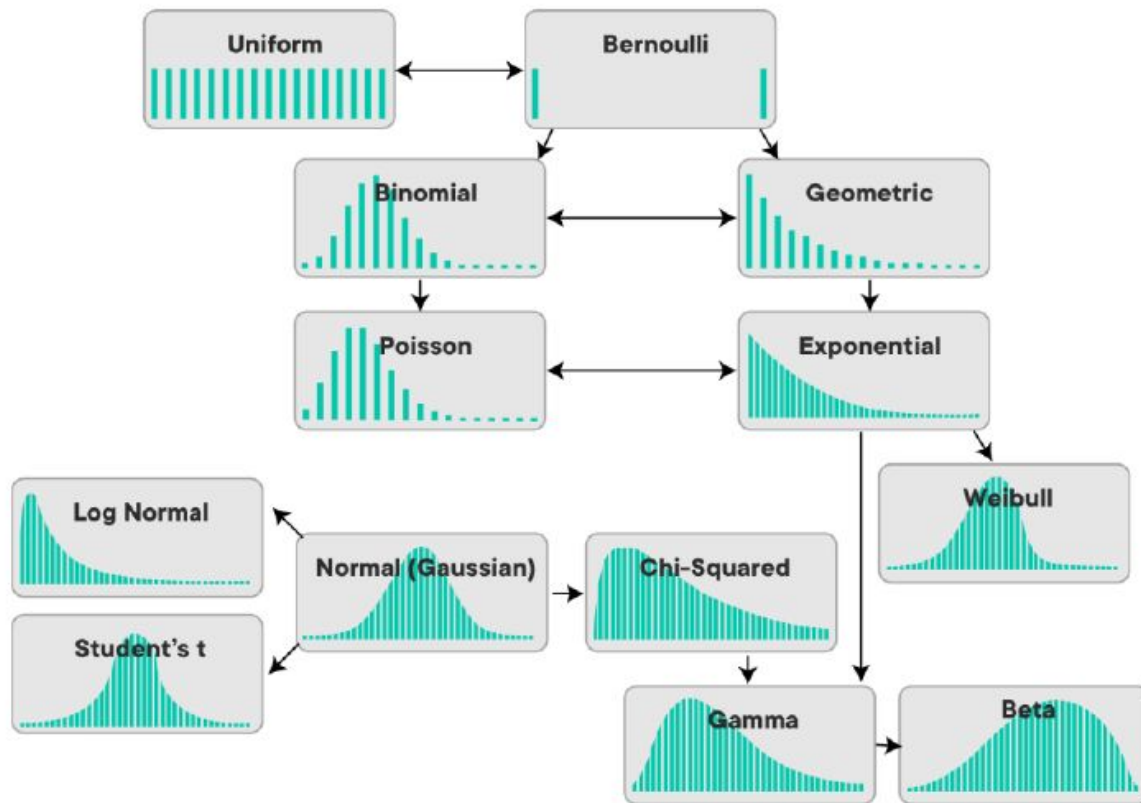 Uniform
Bernoulli
Binomial
Geometric
Poisson
Exponential
Weibull
Log Normal
Normal (Gaussian)
Chi-Squared
Student's t
Gamma
Beta